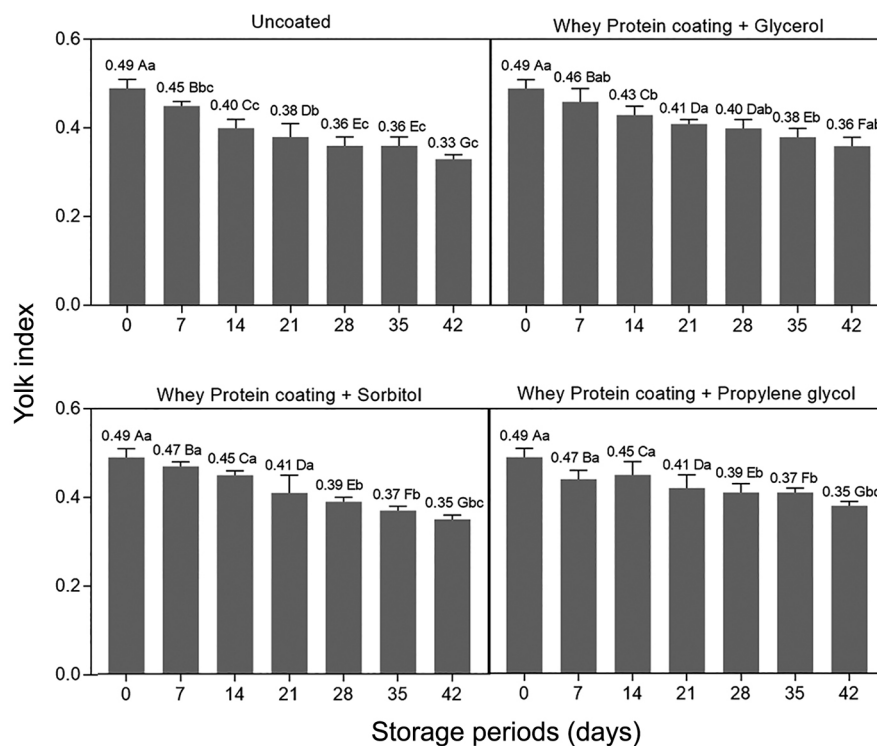 Uncoated
Whey Protein coating + Glycerol
0.6
0.49 Aa
0.45 Bbc
0.40 Cc
0.38 Db
0.36 Ec
0.36 Ec
0.33 Gc
0.49 Aa
0.46 Bab
0.43 Cb
0.41 Da
0.40 Dab
0.38 Eb
0.36 Fab
0.4
0.2
0.0
0 7 14 21 28 35 42
0 7 14 21 28 35 42
Yolk index
Whey Protein coating + Sorbitol
Whey Protein coating + Propylene glycol
0.6
0.49 Aa
0.47 Ba
0.45 Ca
0.41 Da
0.39 Eb
0.37 Fb
0.35 Gbc
0.49 Aa
0.47 Ba
0.45 Ca
0.41 Da
0.39 Eb
0.37 Fb
0.35 Gbc
0.4
0.2
0.0
0 7 14 21 28 35 42
0 7 14 21 28 35 42
Storage periods (days)